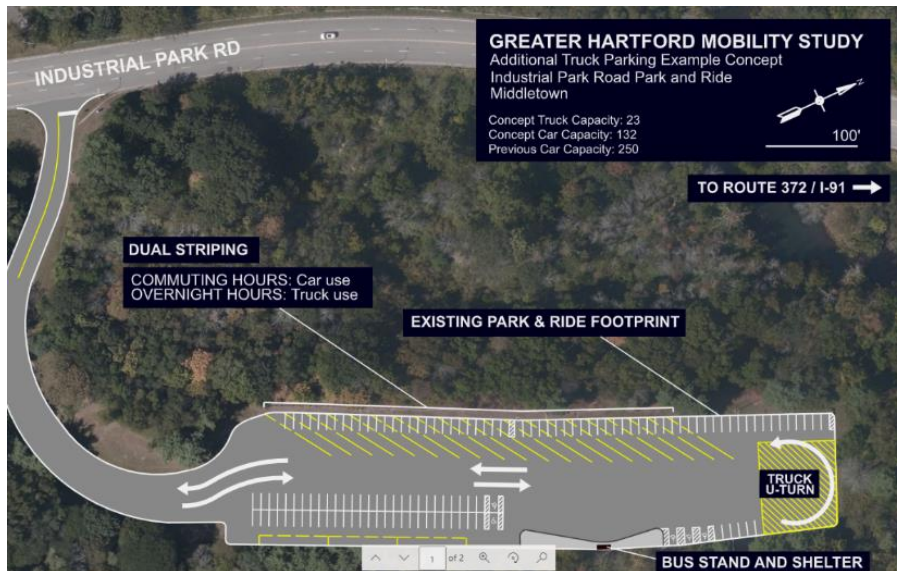 INDUSTRIAL PARK RD
GREATER HARTFORD MOBILITY STUDY
Additional Truck Parking Example Concept
Industrial Park Road Park and Ride
Middletown
Concept Truck Capacity: 23
Concept Car Capacity: 132
Previous Car Capacity: 250
N
100'
TO ROUTE 372 / I-91
DUAL STRIPING
COMMUTING HOURS: Car use
OVERNIGHT HOURS: Truck use
EXISTING PARK & RIDE FOOTPRINT
TRUCK
U-TURN
1 of 2
BUS STAND AND SHELTER